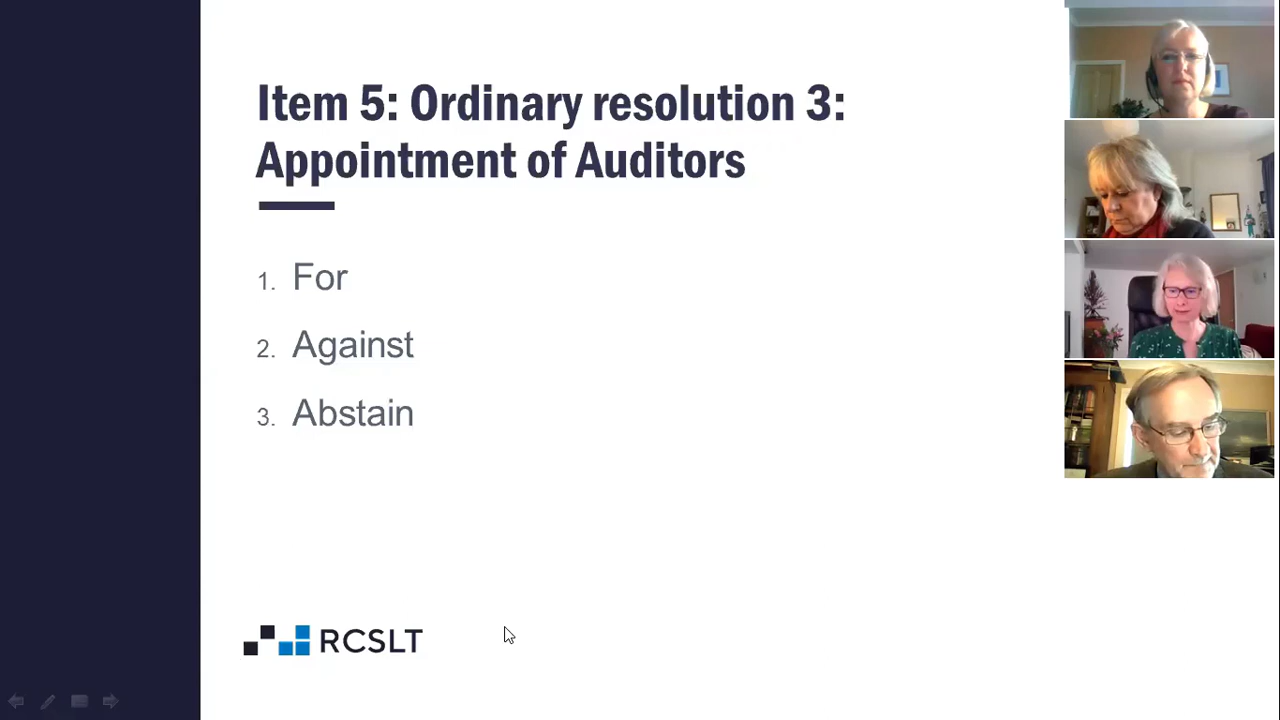 Item 5: Ordinary resolution 3:
Appointment of Auditors
1. For
2. Against
3. Abstain
RCSLT